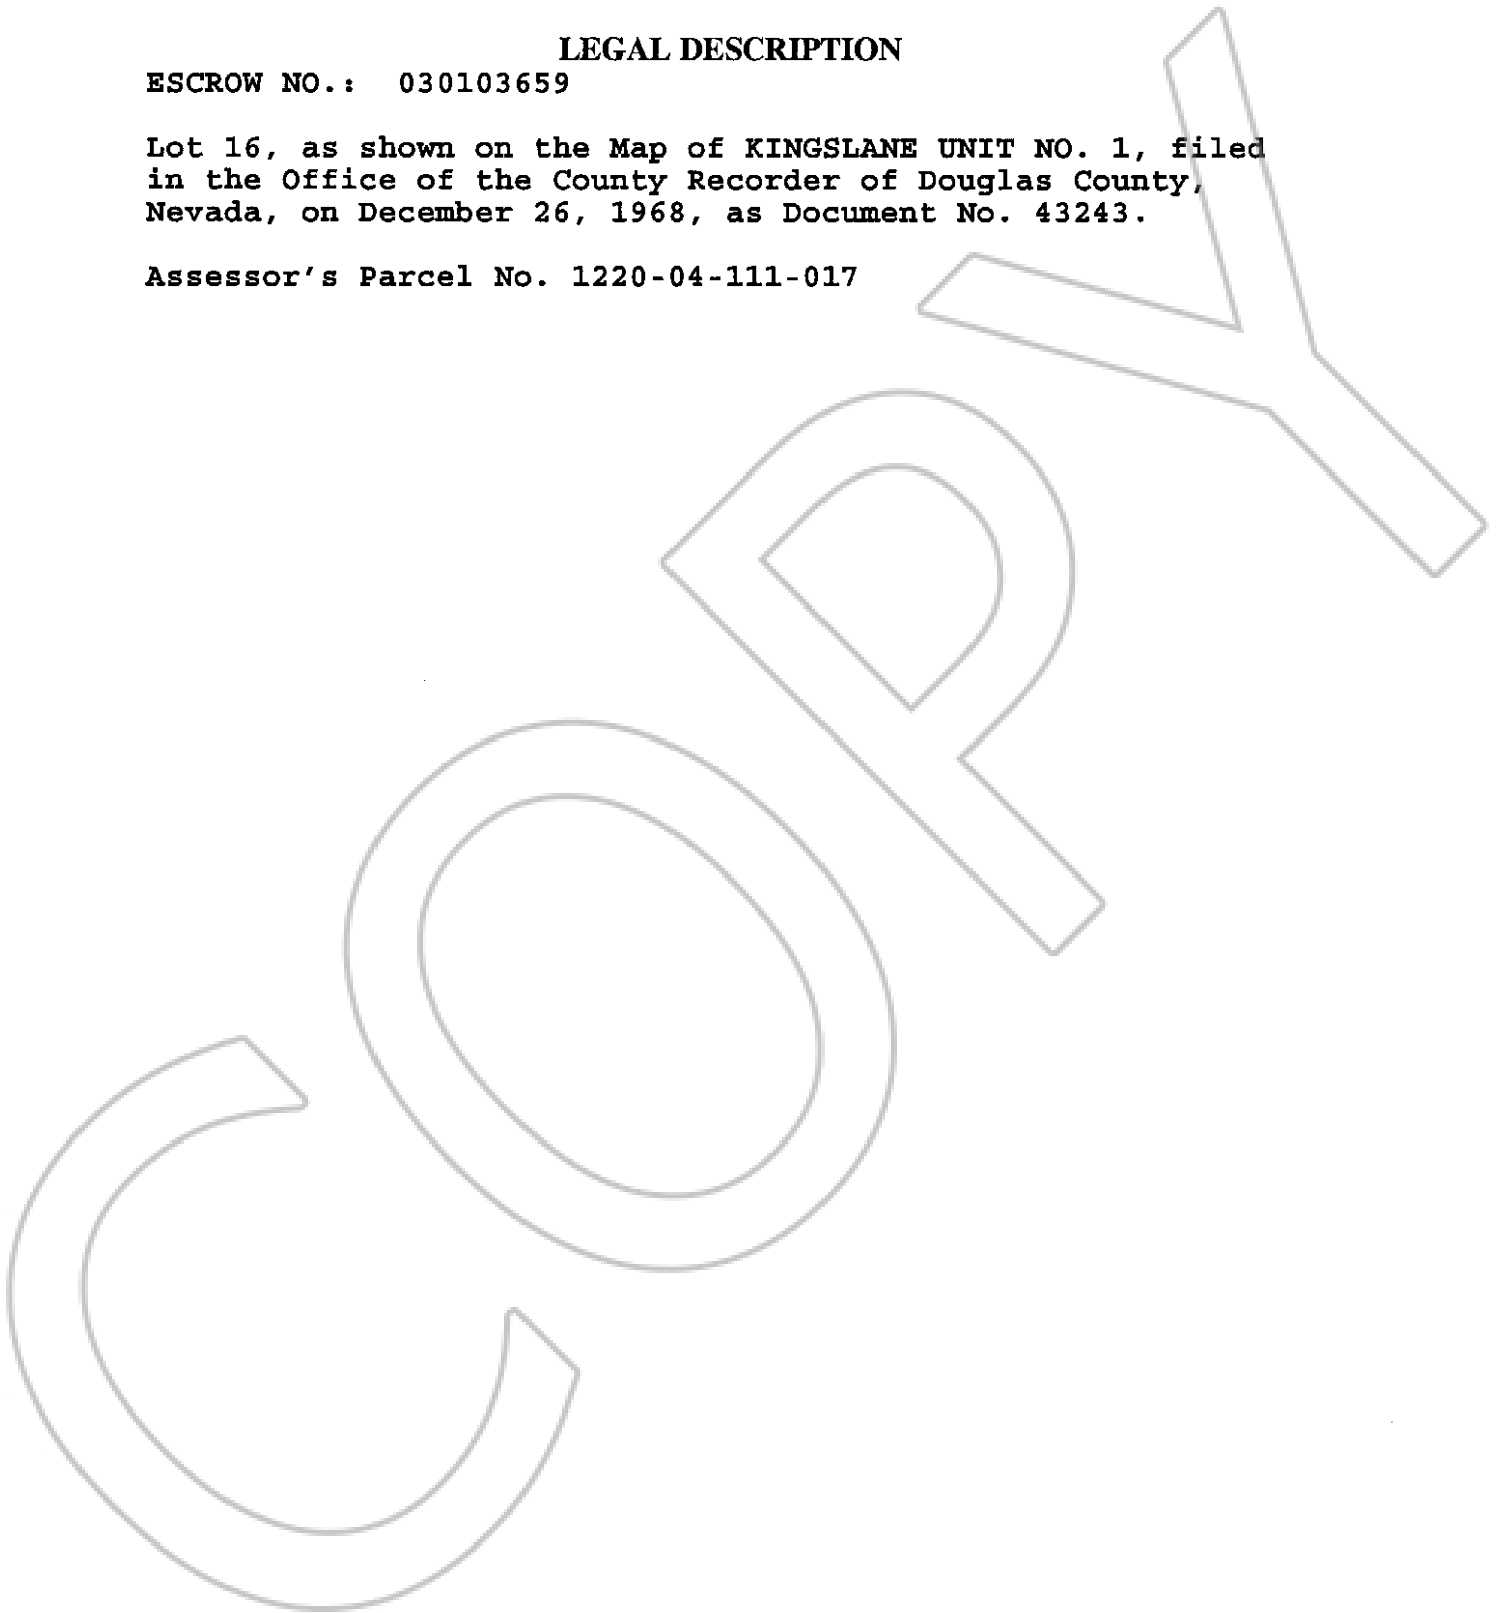 LEGAL DESCRIPTION
ESCROW NO.: 030103659
Lot 16, as shown on the Map of KINGSLANE UNIT NO. 1, filed
in the Office of the County Recorder of Douglas County,
Nevada, on December 26, 1968, as Document No. 43243.
Assessor's Parcel No. 1220-04-111-017
COPY